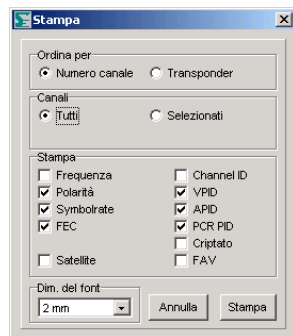 Stampa
Ordina per
Numero canale Transponder
Canali
Tutti Selezionati
Stampa
Frequenza Channel ID
Polarità VPID
Symbolrate APID
FEC PCR PID
Criptato
Satellite FAV
Dim. del font
2 mm Annulla Stampa